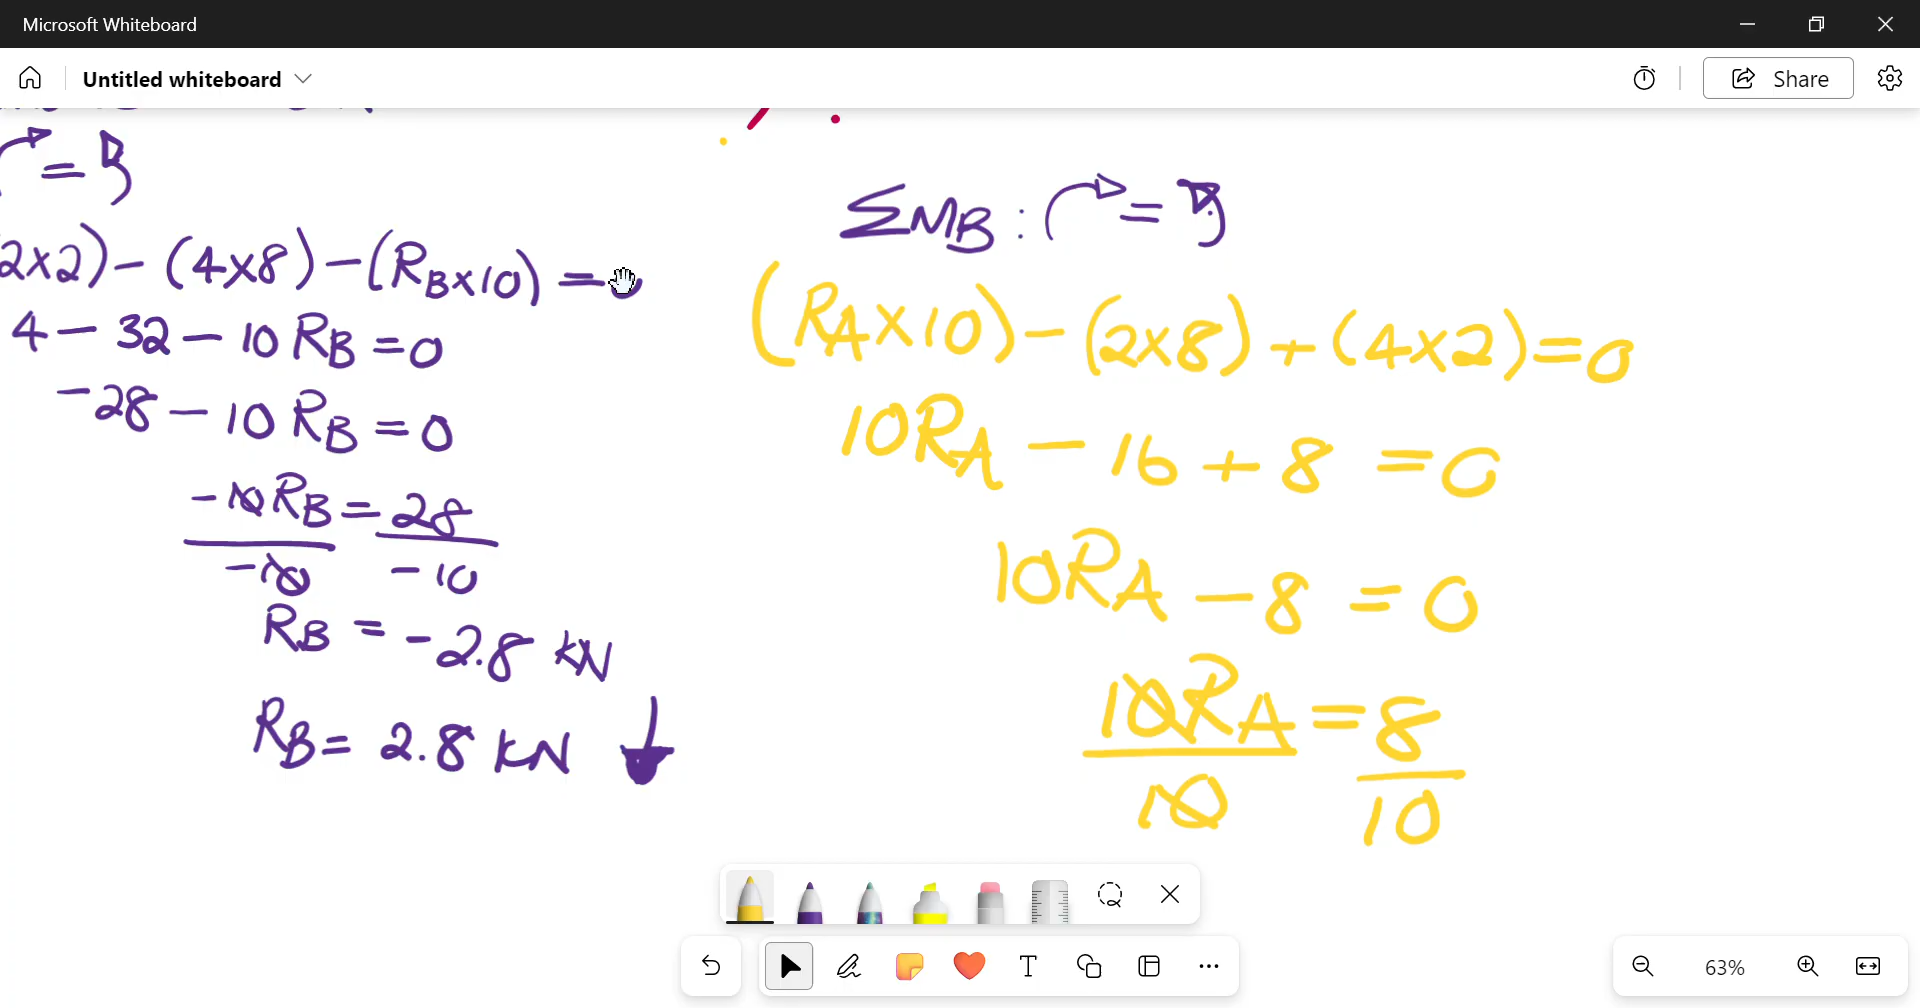 Microsoft Whiteboard
Untitled whiteboard
Share
=
2x2) - (4x8) - (RBx10) = 0
4 - 32 - 10 RB = 0
-28 - 10 RB = 0
-10 RB = 28
-10 -10
RB = -2.8 KN
RB = 2.8 KN ↓
ΣMB : =
(RAx10) - (2x8) + (4x2) = 0
10RA - 16 + 8 = 0
10RA - 8 = 0
10RA = 8
10 10
63%